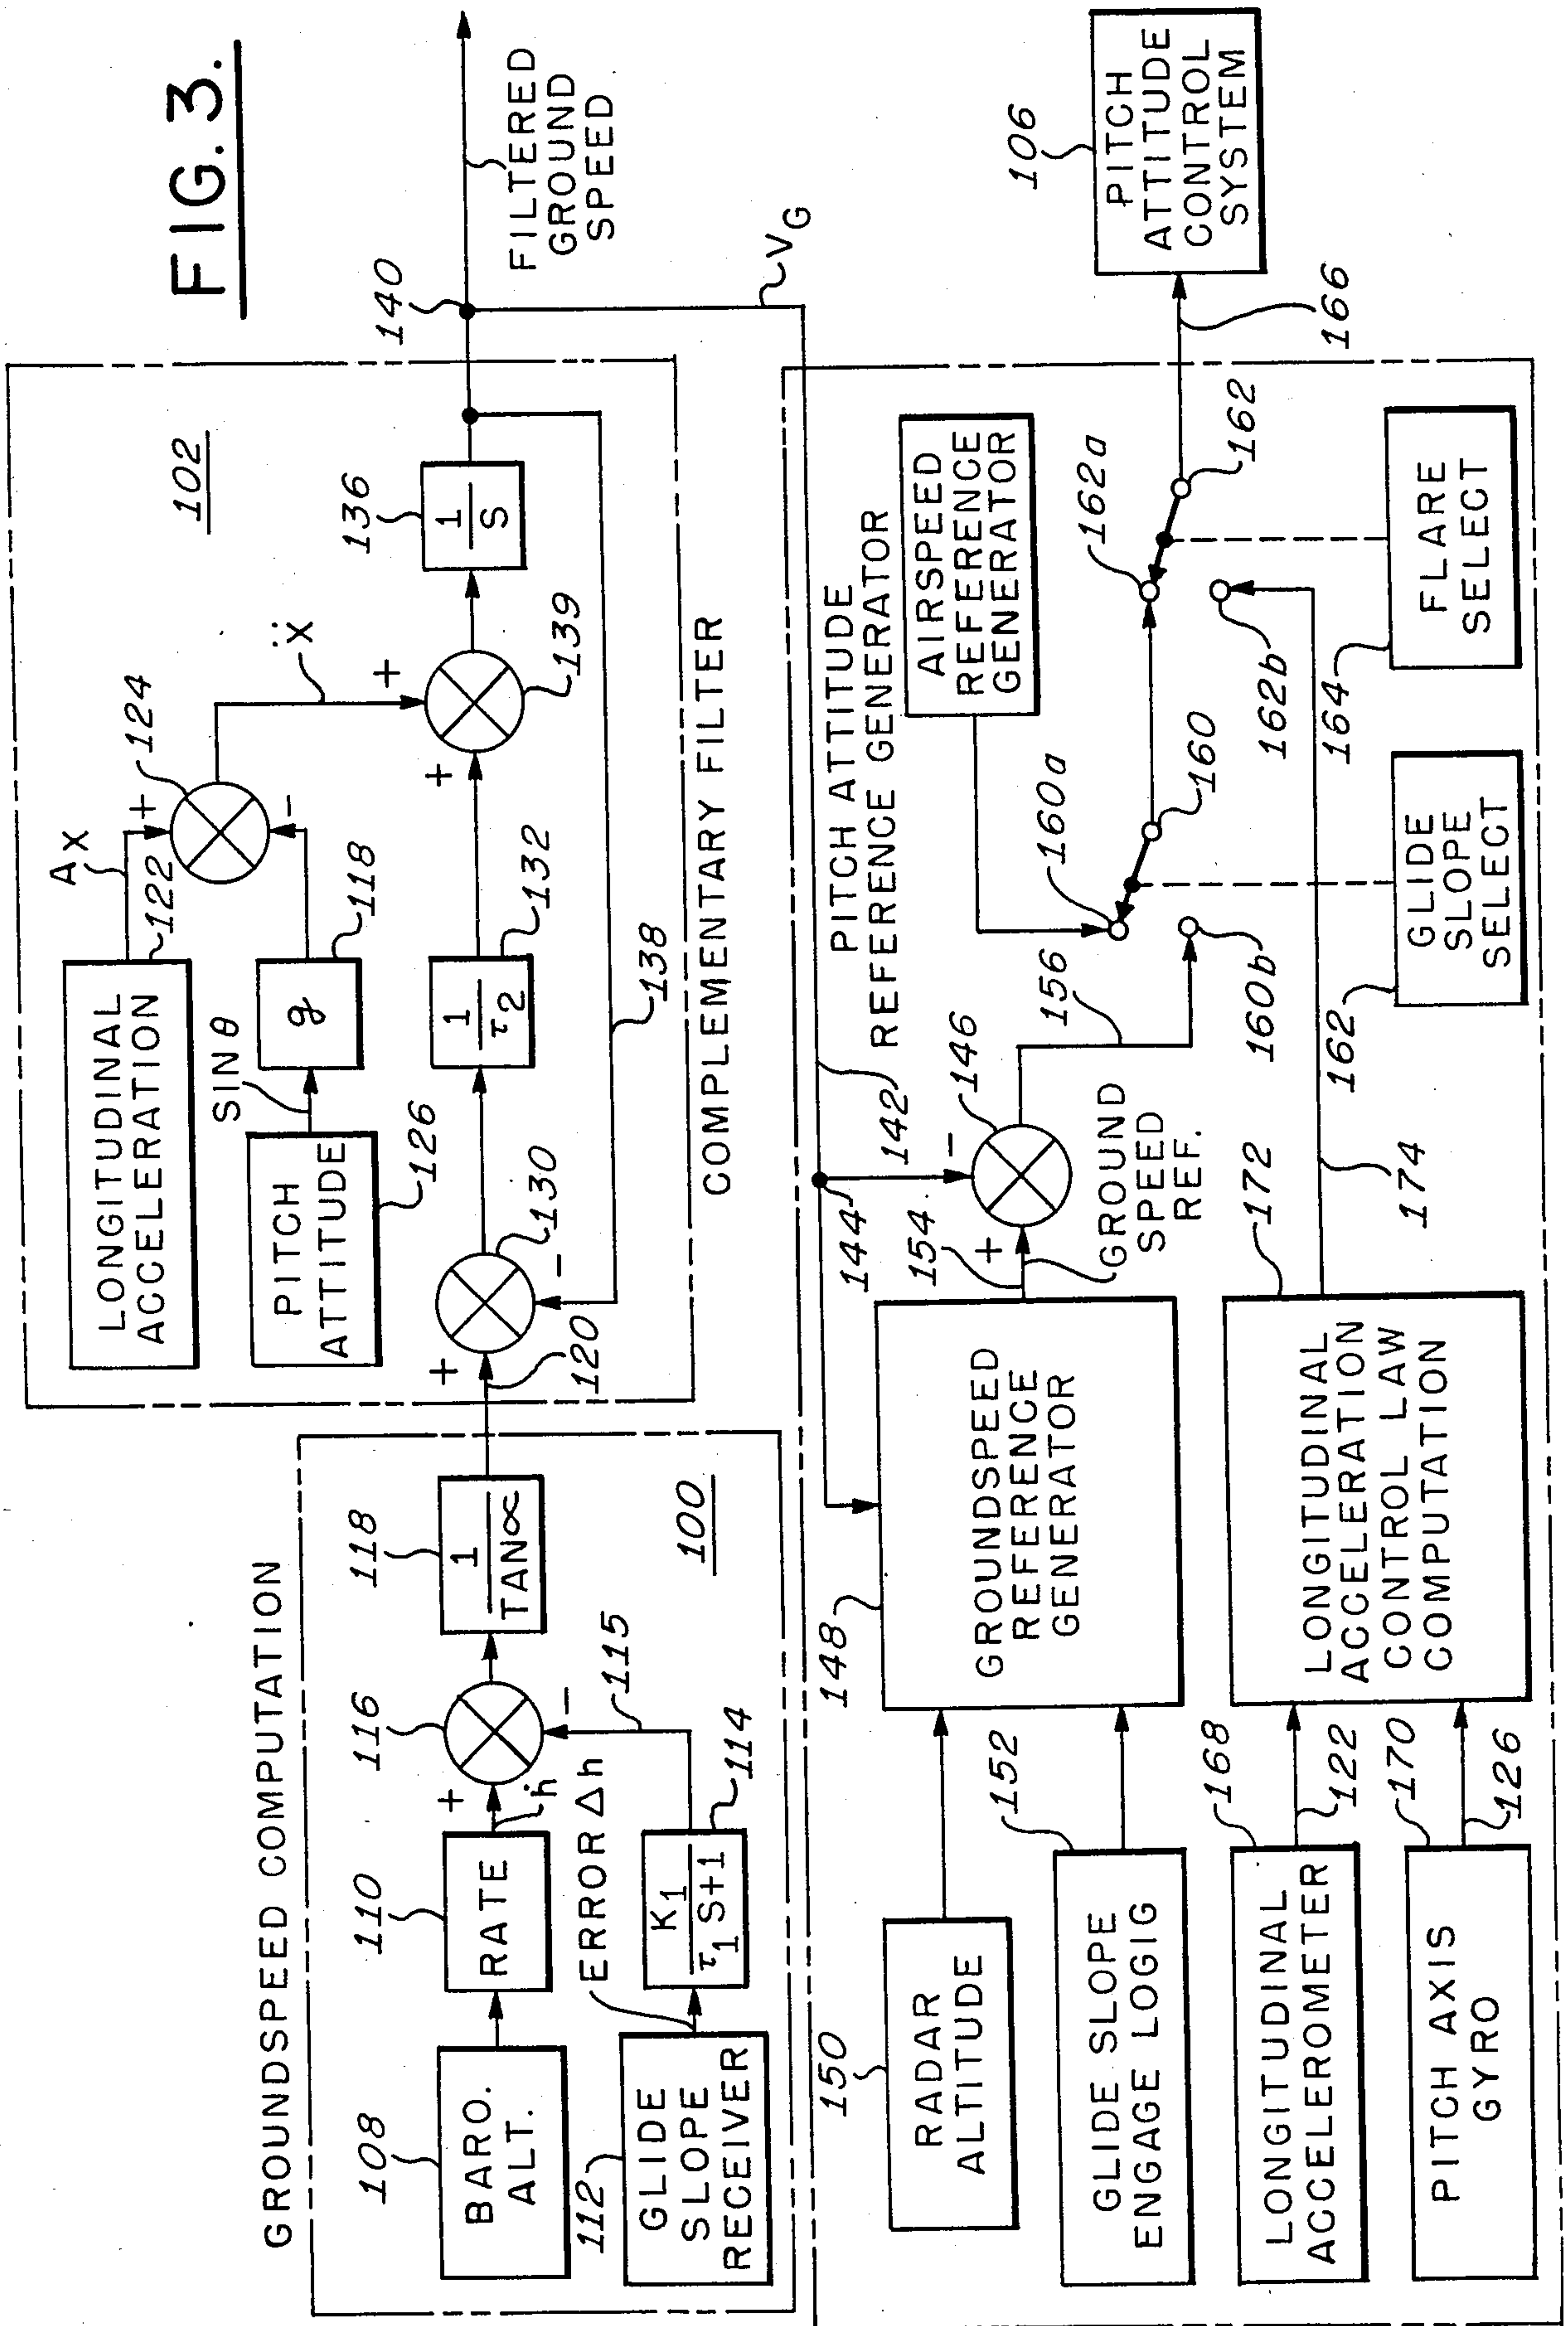 FIG. 3.
GROUNDSPEED COMPUTATION
108
BARO.
ALT.
110
RATE
ḣ
+
116
-
115
118
1
TAN∝
112
GLIDE
SLOPE
RECEIVER
ERROR Δh
K1
τ1 S+1
114
100
102
LONGITUDINAL
ACCELERATION
AX
122
+
124
-
Ẍ
PITCH
ATTITUDE
126
SIN θ
g
118
+
120
130
-
1
τ2
132
+
+
139
136
1
S
138
140
FILTERED
GROUND
SPEED
VG
COMPLEMENTARY FILTER
PITCH ATTITUDE
REFERENCE GENERATOR
142
144
150
RADAR
ALTITUDE
152
GLIDE SLOPE
ENGAGE LOGIC
148
GROUNDSPEED
REFERENCE
GENERATOR
154
+
-
146
GROUND
SPEED
REF.
156
AIRSPEED
REFERENCE
GENERATOR
160a
160
160b
162a
162
162b
162
GLIDE
SLOPE
SELECT
164
FLARE
SELECT
166
106
PITCH
ATTITUDE
CONTROL
SYSTEM
LONGITUDINAL
ACCELEROMETER
168
122
PITCH AXIS
GYRO
170
126
LONGITUDINAL
ACCELERATION
CONTROL LAW
COMPUTATION
172
174